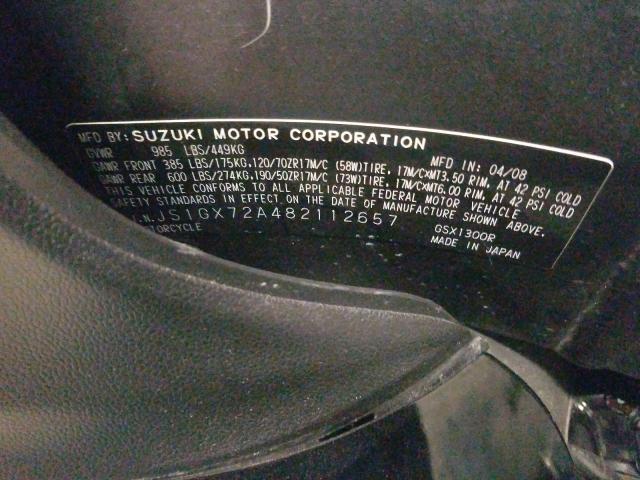 MFD BY: SUZUKI MOTOR CORPORATION
GVWR 985 LBS/449KG MFD IN 04/08
GAWR FRONT 385 LBS/175KG.120/70ZR17M/C (58W)TIRE, 17M/CXMT3.50 RIM, AT 42 PSI COLD
GAWR REAR 600 LBS/274KG.190/50ZR17M/C (73W)TIRE, 17M/CXMT6.00 RIM, AT 42 PSI COLD
THIS VEHICLE CONFORMS TO ALL APPLICABLE FEDERAL MOTOR VEHICLE
SAFETY STANDARDS IN EFFECT ON THE DATE OF MANUFACTURE SHOWN ABOVE.
.N. JS1GX72A482112657 GSX1300R
TORCYCLE MADE IN JAPAN